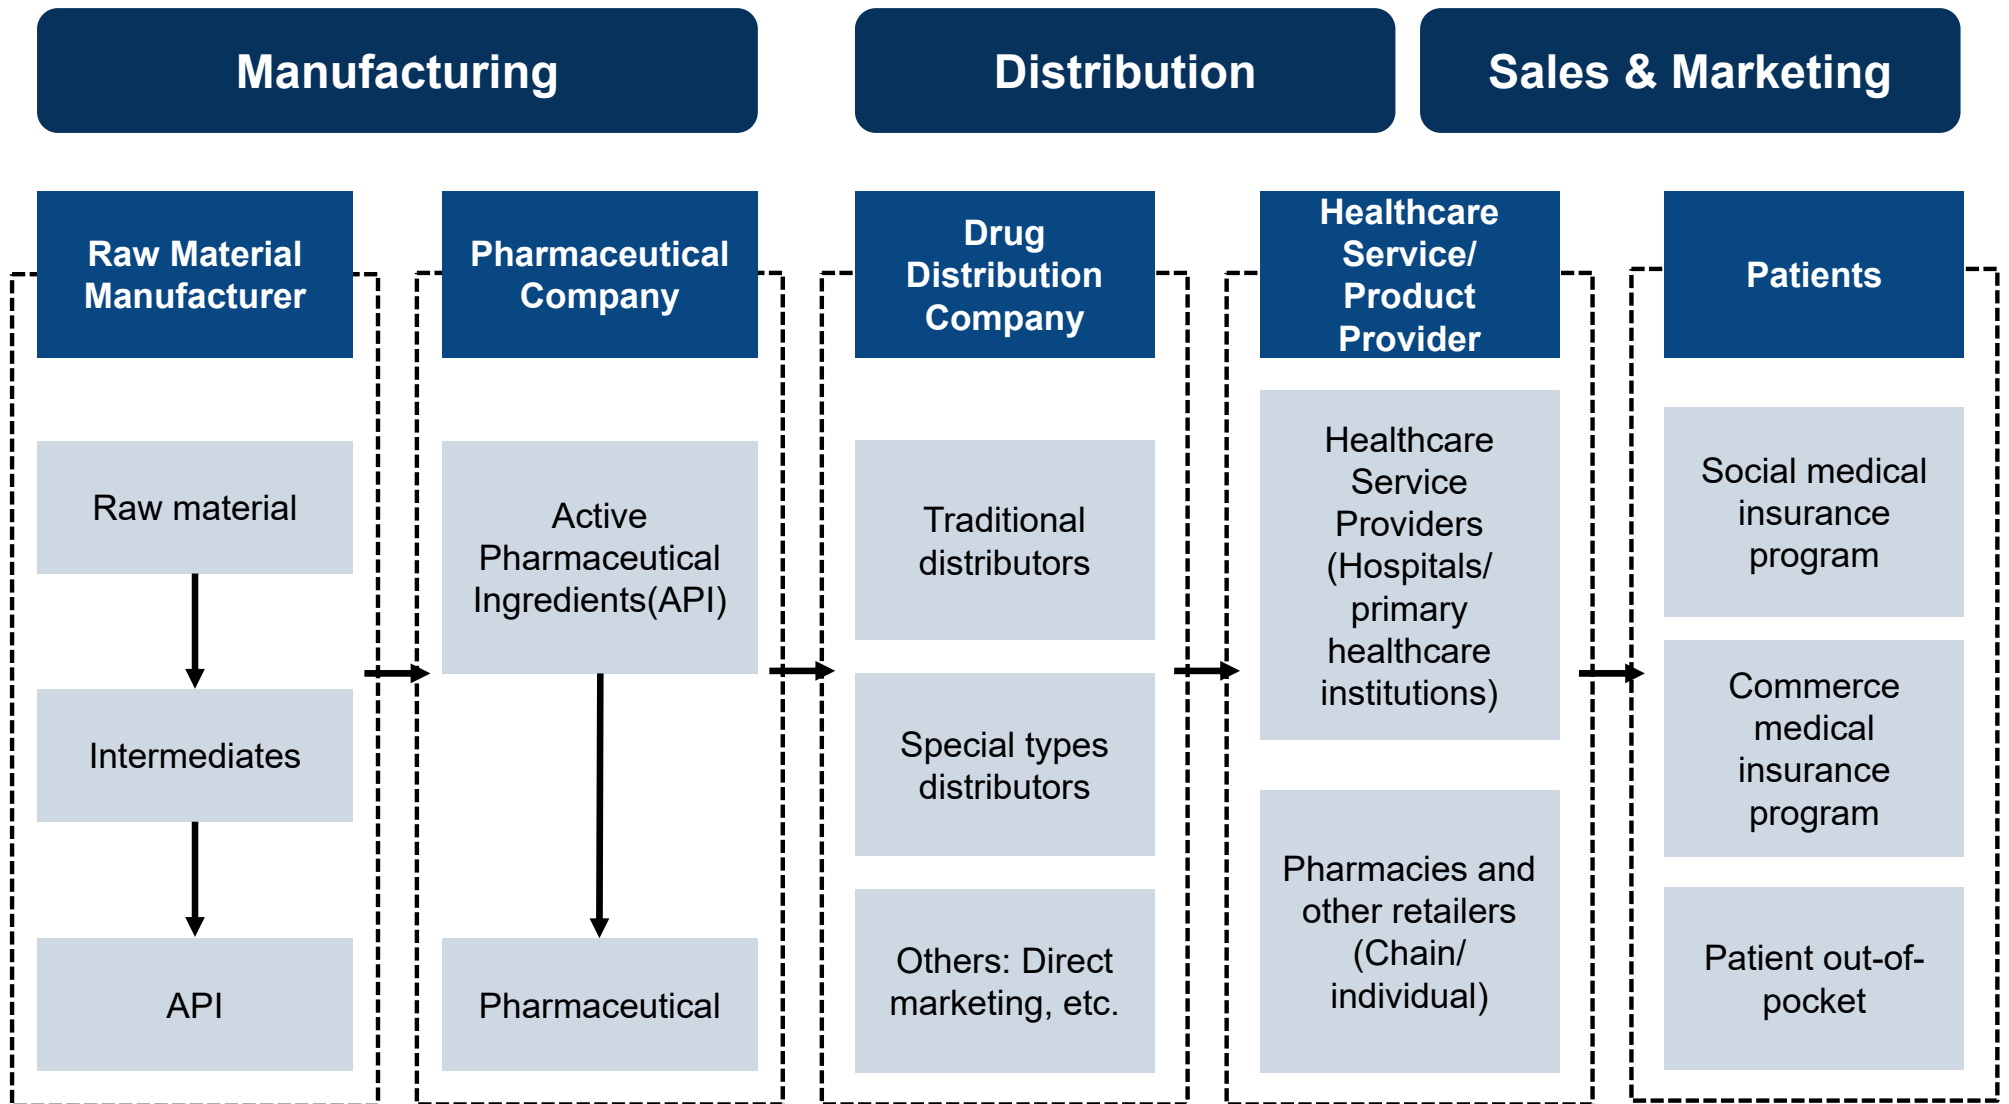 Manufacturing
Distribution
Sales & Marketing
Raw Material
Manufacturer
Raw material
Intermediates
API
Pharmaceutical
Company
Active
Pharmaceutical
Ingredients(API)
Pharmaceutical
Drug
Distribution
Company
Traditional
distributors
Special types
distributors
Others: Direct
marketing, etc.
Healthcare
Service/
Product
Provider
Healthcare
Service
Providers
(Hospitals/
primary
healthcare
institutions)
Pharmacies and
other retailers
(Chain/
individual)
Patients
Social medical
insurance
program
Commerce
medical
insurance
program
Patient out-of-
pocket